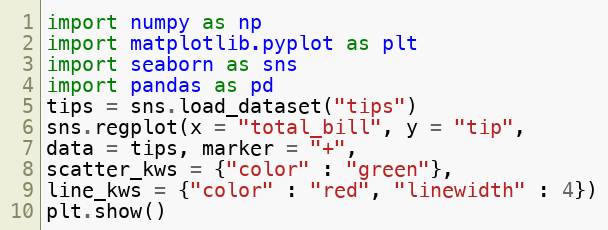 1 import numpy as np
2 import matplotlib.pyplot as plt
3 import seaborn as sns
4 import pandas as pd
5 tips = sns.load_dataset("tips")
6 sns.regplot(x = "total_bill", y = "tip",
7 data = tips, marker = "+",
8 scatter_kws = {"color" : "green"},
9 line_kws = {"color" : "red", "linewidth" : 4})
10 plt.show()